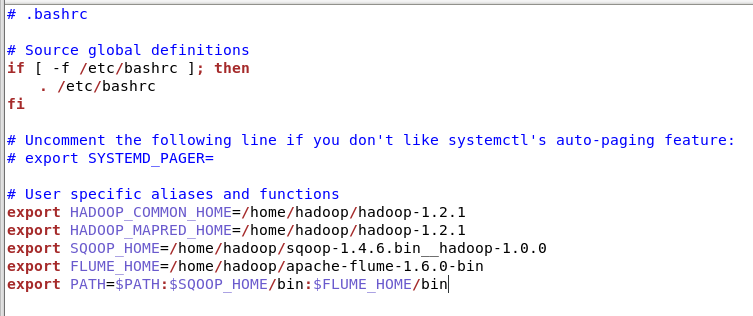 # .bashrc
# Source global definitions
if [ -f /etc/bashrc ]; then
. /etc/bashrc
fi
# Uncomment the following line if you don't like systemctl's auto-paging feature:
# export SYSTEMD_PAGER=
# User specific aliases and functions
export HADOOP_COMMON_HOME=/home/hadoop/hadoop-1.2.1
export HADOOP_MAPRED_HOME=/home/hadoop/hadoop-1.2.1
export SQOOP_HOME=/home/hadoop/sqoop-1.4.6.bin__hadoop-1.0.0
export FLUME_HOME=/home/hadoop/apache-flume-1.6.0-bin
export PATH=$PATH:$SQOOP_HOME/bin:$FLUME_HOME/bin